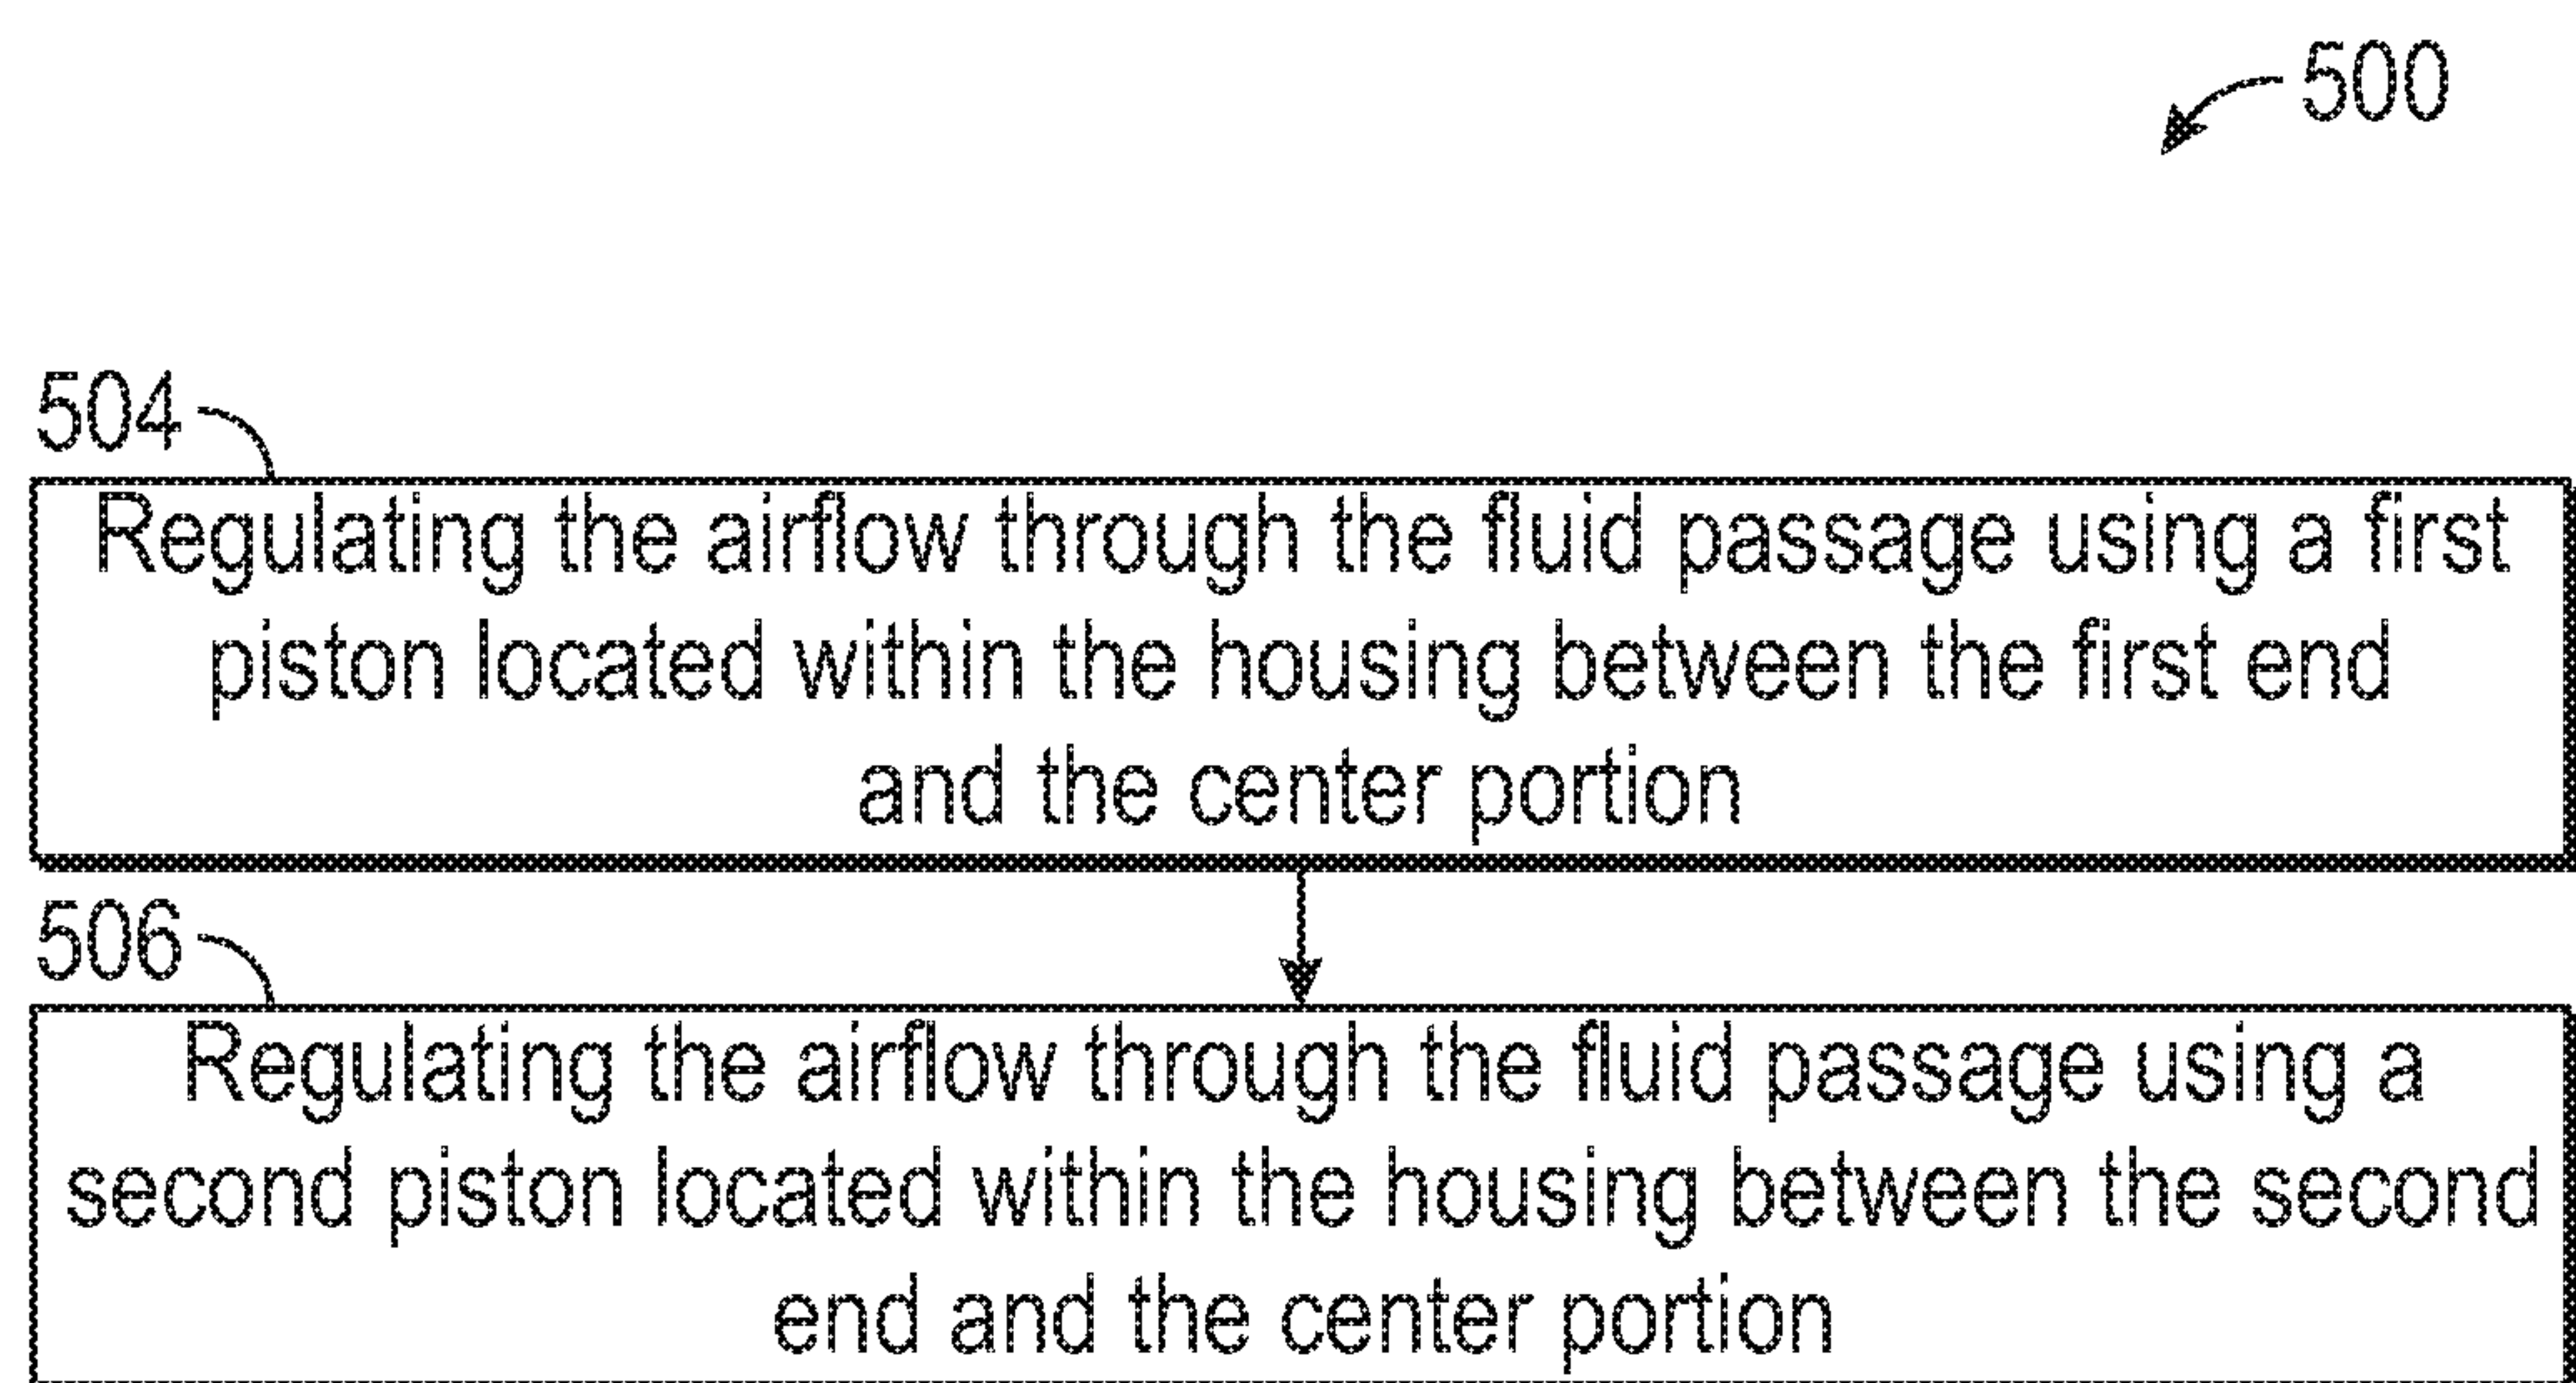 500
504
Regulating the airflow through the fluid passage using a first
piston located within the housing between the first end
and the center portion
506
Regulating the airflow through the fluid passage using a
second piston located within the housing between the second
end and the center portion